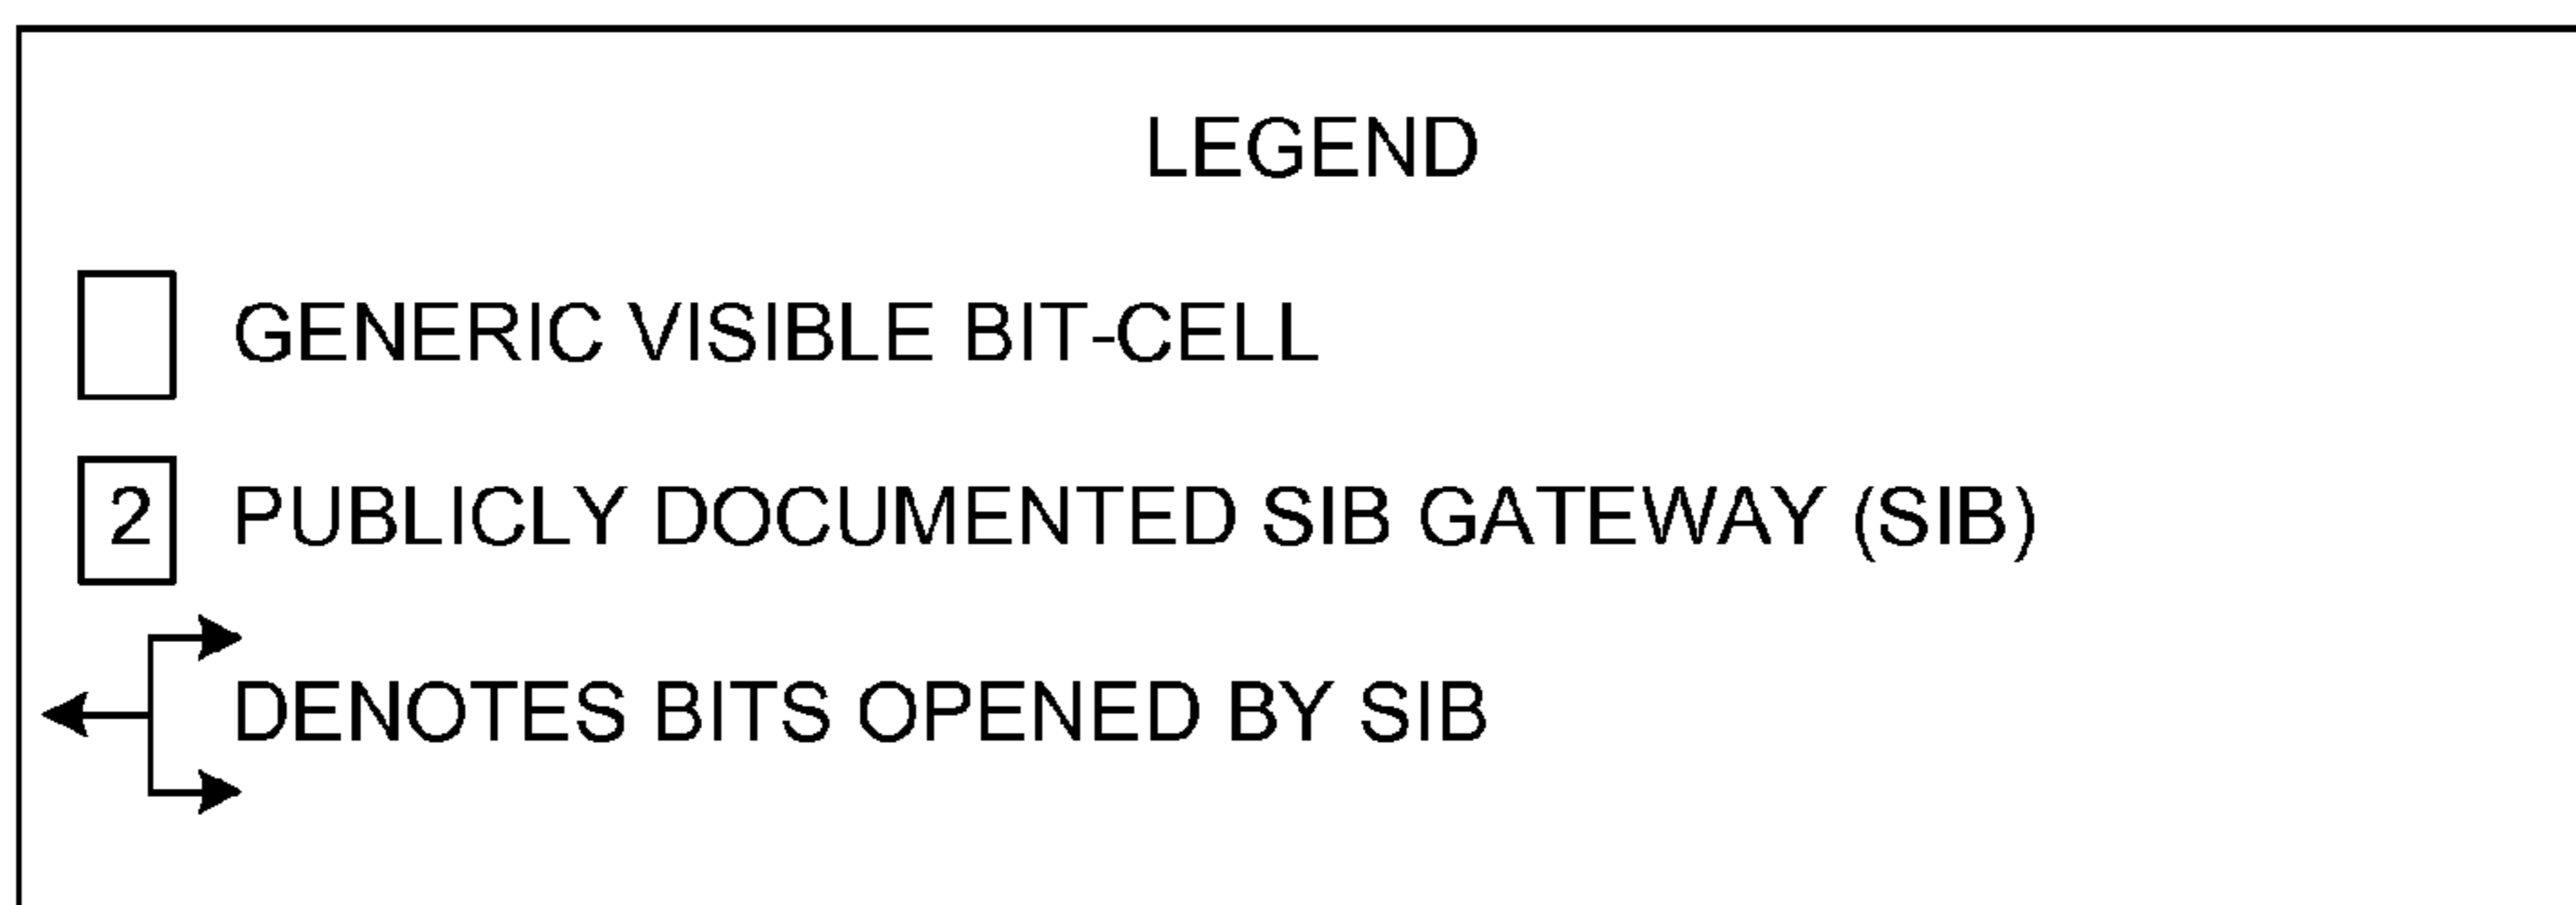 LEGEND
GENERIC VISIBLE BIT-CELL
2 PUBLICLY DOCUMENTED SIB GATEWAY (SIB)
DENOTES BITS OPENED BY SIB